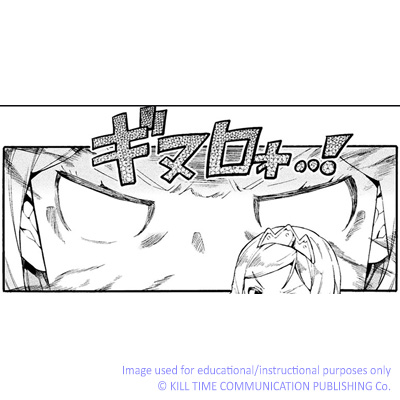 ギヌロォ…!
Image used for educational/instructional purposes only
© KILL TIME COMMUNICATION PUBLISHING Co.